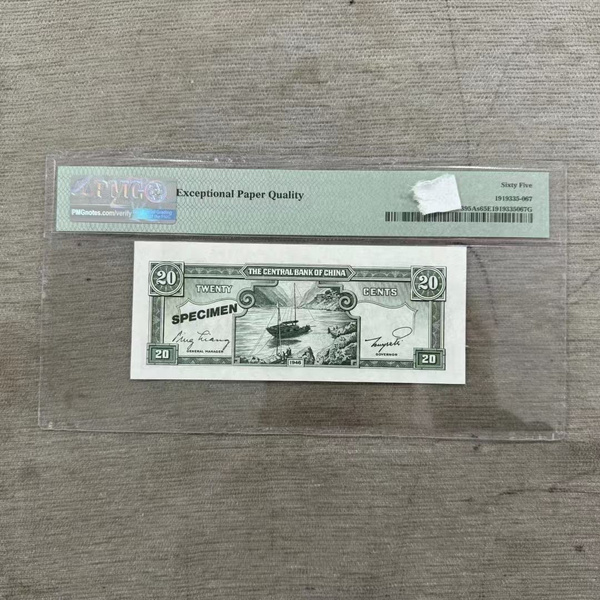 PMG
Exceptional Paper Quality
PMGnotes.com/verify
Sixty Five
1919335-067
395As65E1919335067G
20
THE CENTRAL BANK OF CHINA
20
TWENTY
CENTS
SPECIMEN
GENERAL MANAGER
GOVERNOR
20
1946
20